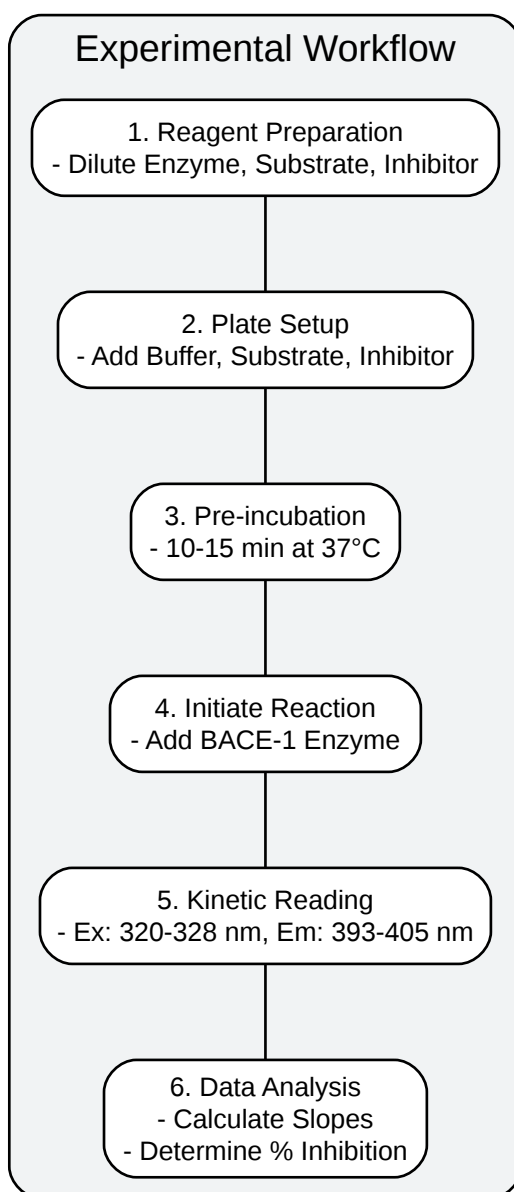 Experimental Workflow
1. Reagent Preparation
- Dilute Enzyme, Substrate, Inhibitor
2. Plate Setup
- Add Buffer, Substrate, Inhibitor
3. Pre-incubation
- 10-15 min at 37°C
4. Initiate Reaction
- Add BACE-1 Enzyme
5. Kinetic Reading
- Ex: 320-328 nm, Em: 393-405 nm
6. Data Analysis
- Calculate Slopes
- Determine % Inhibition